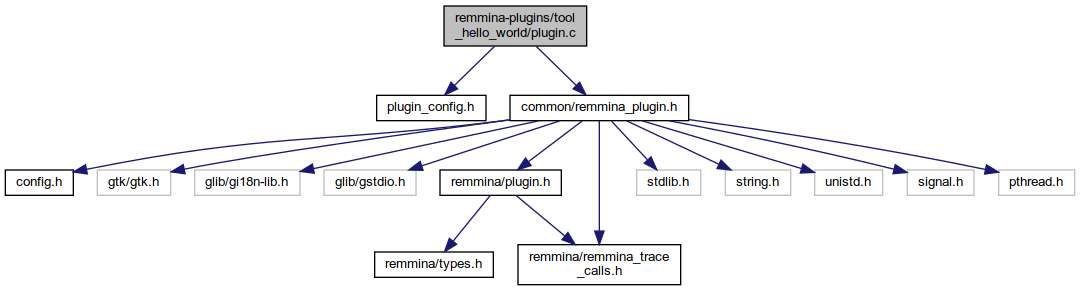 remmina-plugins/tool
_hello_world/plugin.c
plugin_config.h
common/remmina_plugin.h
config.h
gtk/gtk.h
glib/gi18n-lib.h
glib/gstdio.h
remmina/plugin.h
stdlib.h
string.h
unistd.h
signal.h
pthread.h
remmina/types.h
remmina/remmina_trace
_calls.h